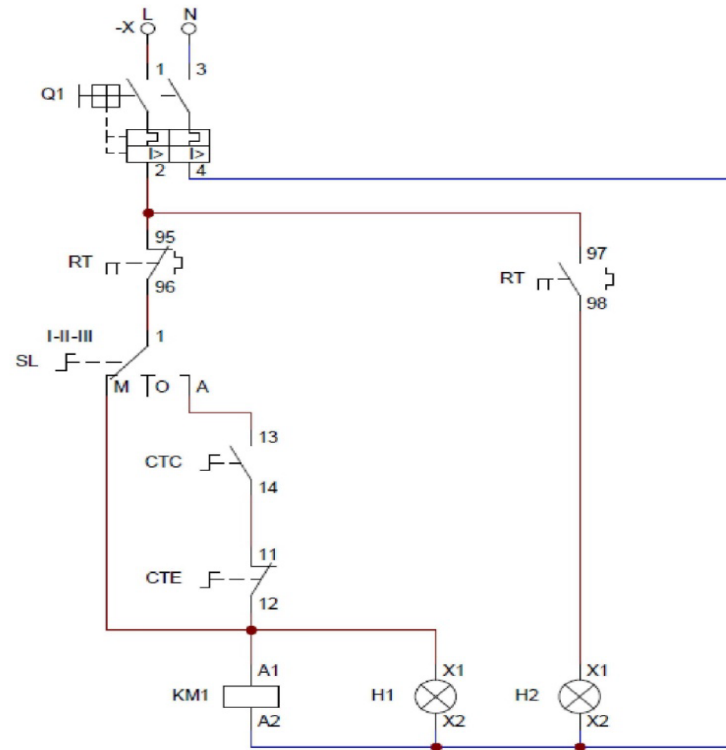 L N
-X
1 3
Q1
I> I>
2 4
95
RT
96
97
RT
98
I-II-III 1
SL
M O A
13
CTC
14
11
CTE
12
A1 X1 X1
KM1 H1 H2
A2 X2 X2